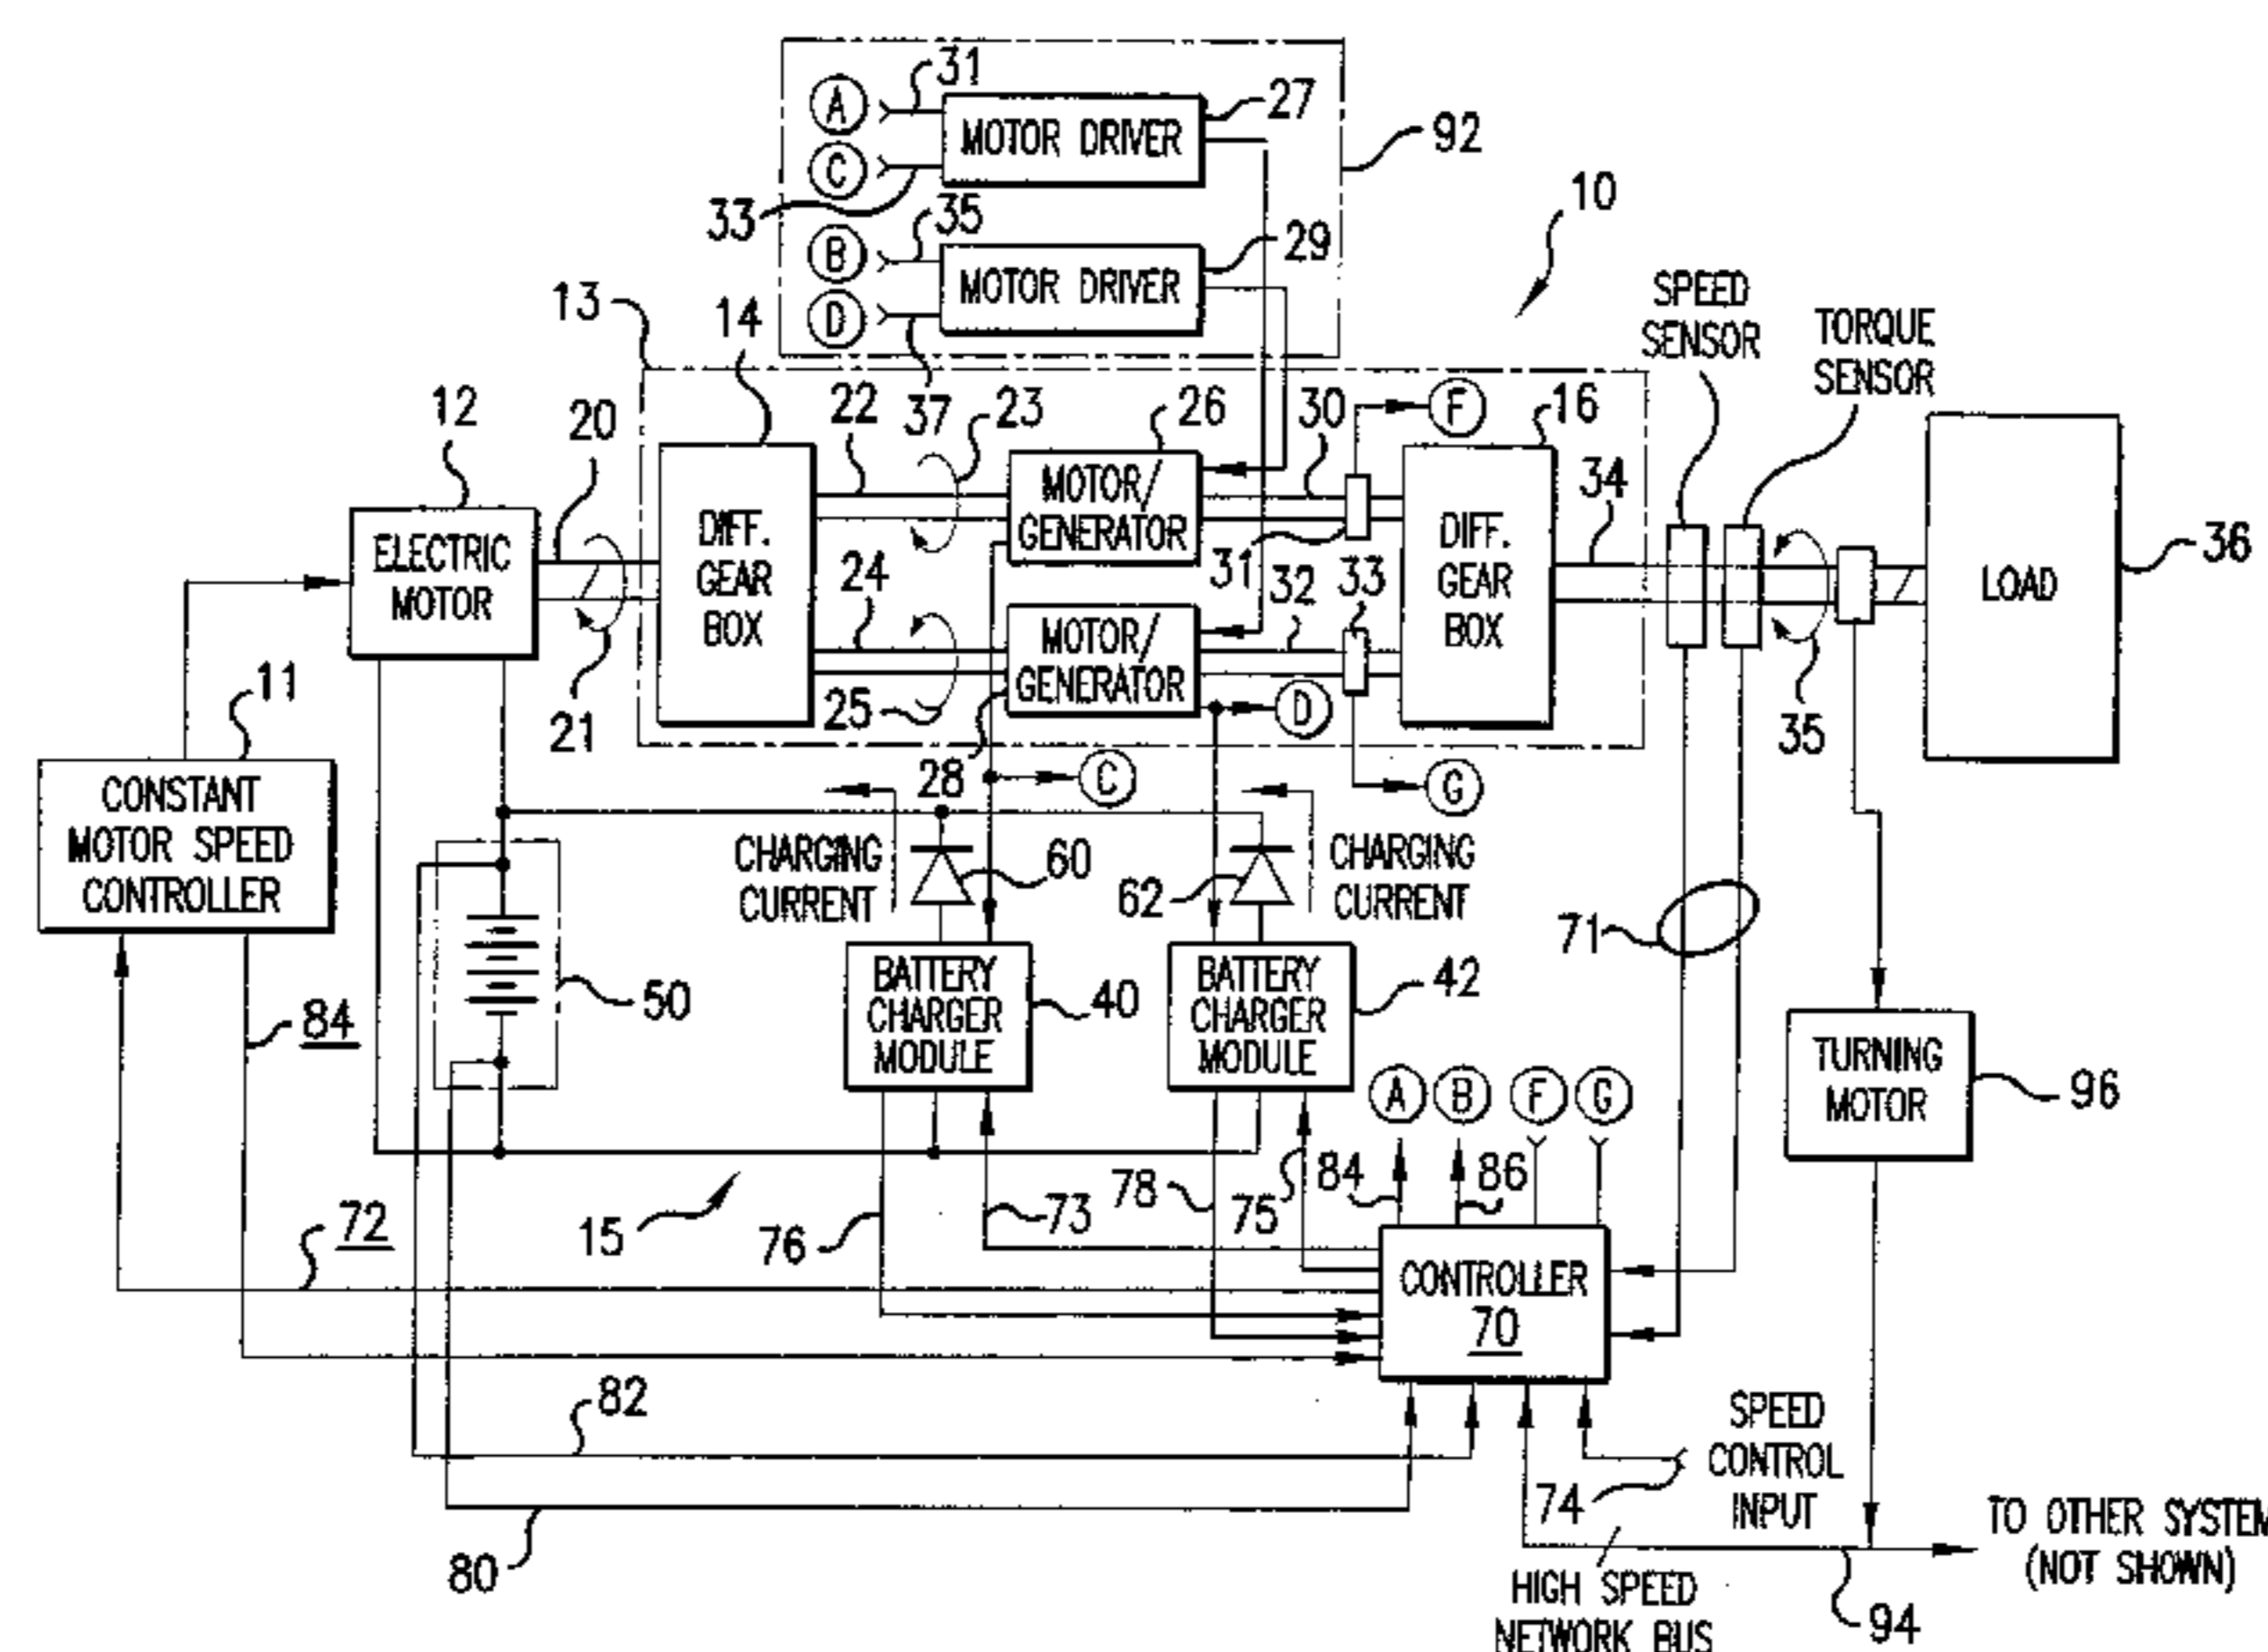 A
31
MOTOR DRIVER
27
C
33
92
B
35
MOTOR DRIVER
29
D
37
10
13
14
SPEED
SENSOR
TORQUE
SENSOR
12
20
22
23
26
30
F
16
34
ELECTRIC
MOTOR
DIFF.
GEAR
BOX
MOTOR/
GENERATOR
31
DIFF.
GEAR
BOX
LOAD
36
24
32
33
MOTOR/
GENERATOR
21
25
28
D
35
11
CONSTANT
MOTOR SPEED
CONTROLLER
C
G
CHARGING
CURRENT
60
62
CHARGING
CURRENT
71
84
50
BATTERY
CHARGER
MODULE
40
BATTERY
CHARGER
MODULE
42
TURNING
MOTOR
96
A
B
F
G
72
15
76
73
78
75
84
86
CONTROLLER
70
82
80
74
SPEED
CONTROL
INPUT
TO OTHER SYSTEM
(NOT SHOWN)
HIGH SPEED
NETWORK BUS
94